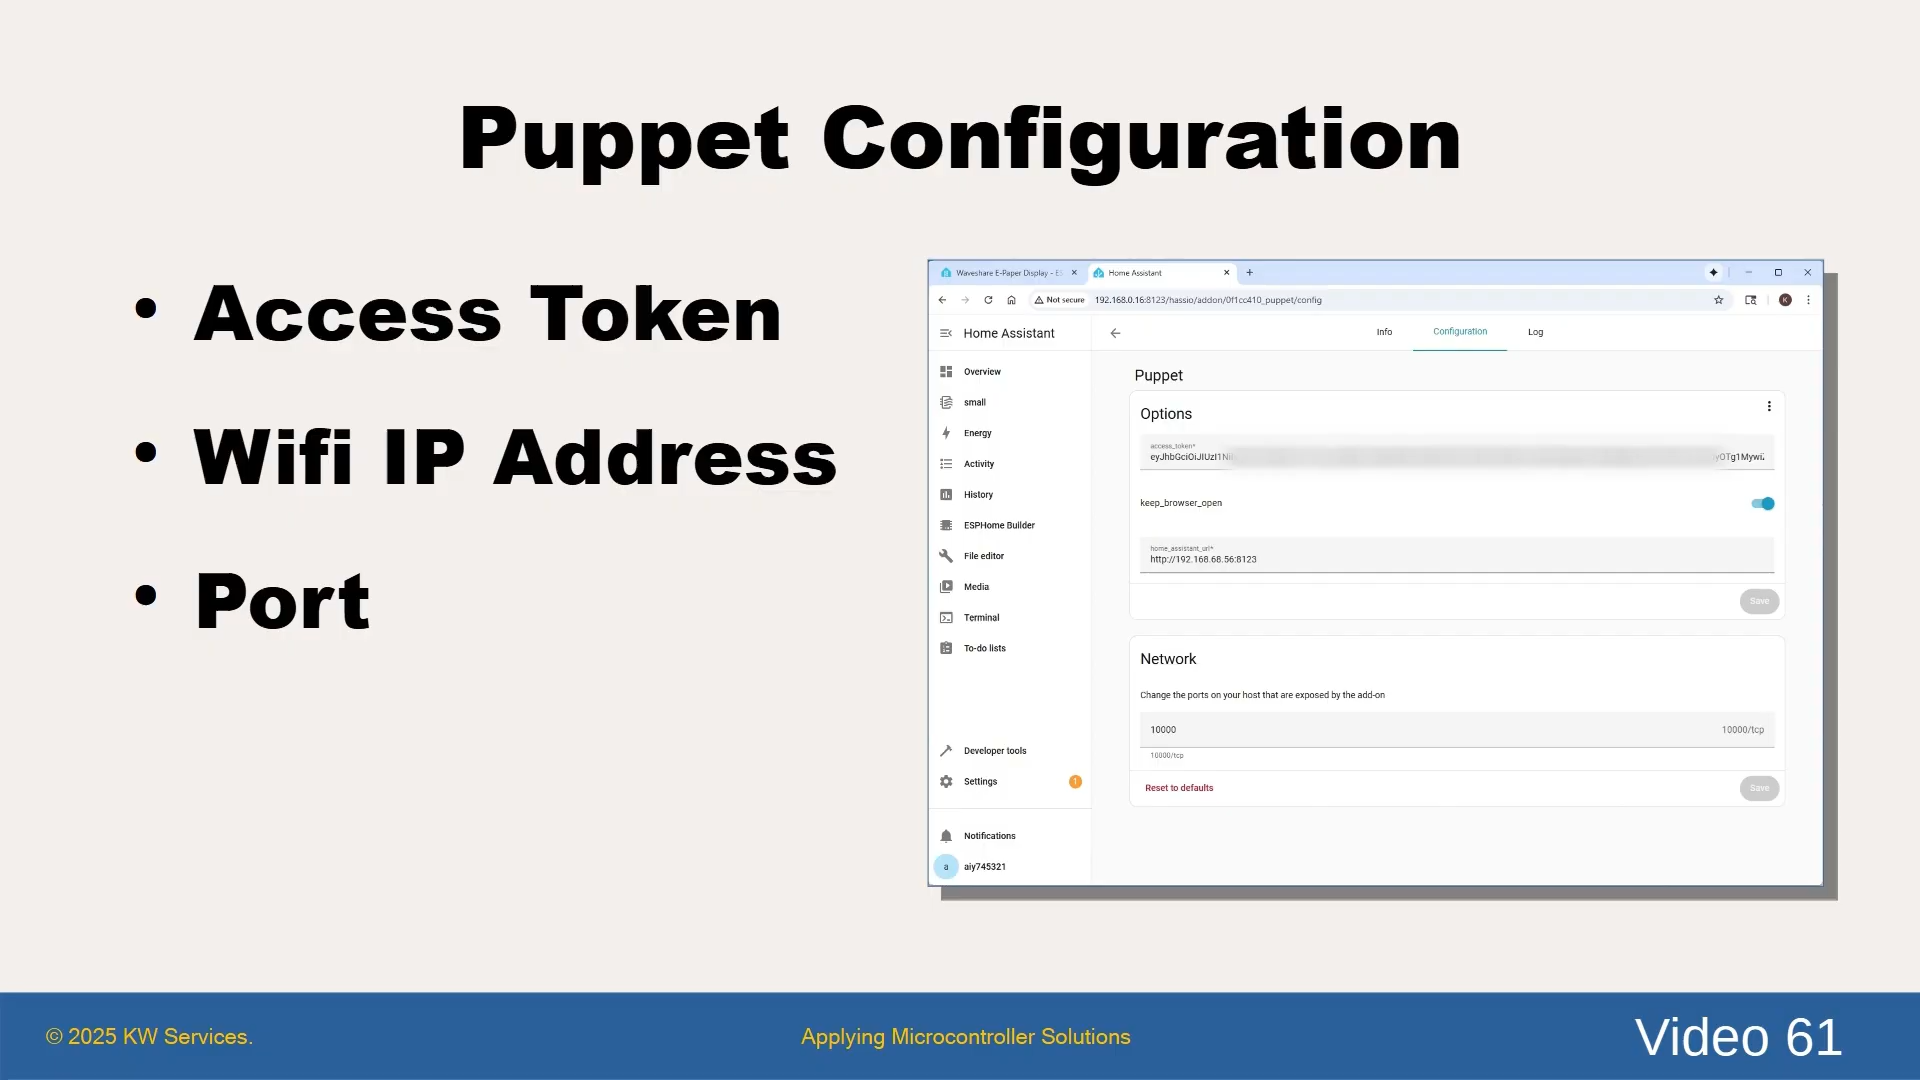 Puppet Configuration
• Access Token
• Wifi IP Address
• Port
Waveshare E-Paper Display - ES
Home Assistant
Not secure
192.168.0.16:8123/hassio/addon/0f1cc410_puppet/config
K
Home Assistant
Info
Configuration
Log
Overview
small
Energy
Activity
History
ESPHome Builder
File editor
Media
Terminal
To-do lists
Developer tools
Settings
1
Notifications
a
aiy745321
Puppet
Options
access_token*
keep_browser_open
home_assistant_url*
http://192.168.68.56:8123
Save
Network
Change the ports on your host that are exposed by the add-on
10000
10000/tcp
10000/tcp
Reset to defaults
Save
© 2025 KW Services.
Applying Microcontroller Solutions
Video 61